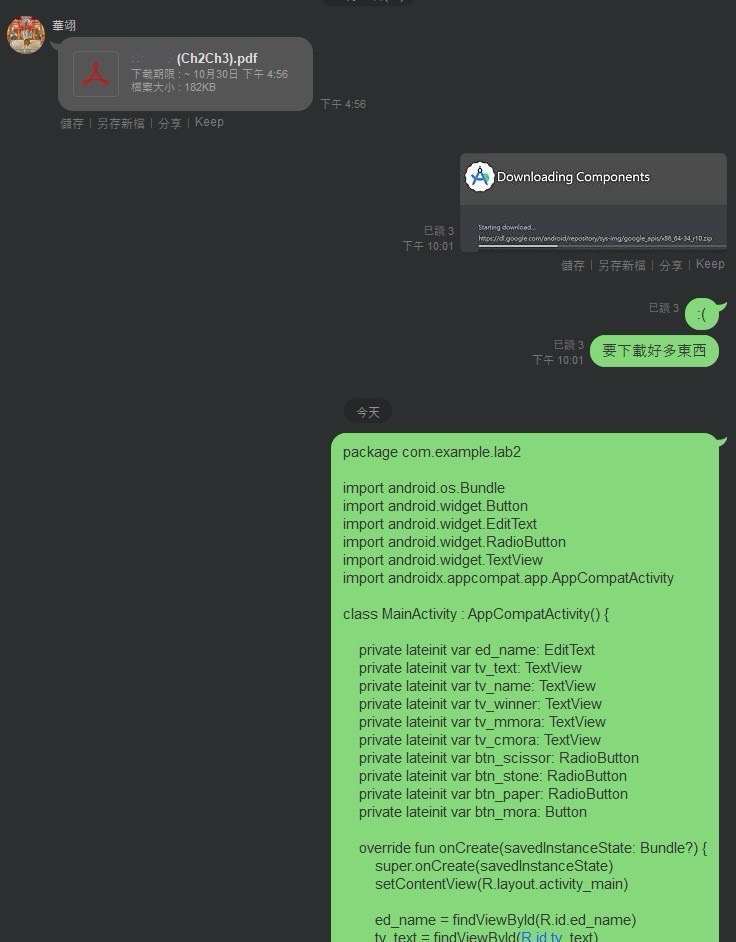 華翊
(Ch2Ch3).pdf
下載期限 : ~ 10月30日 下午 4:56
檔案大小 : 182KB
下午 4:56
儲存 | 另存新檔 | 分享 | Keep
Downloading Components
Starting download...
https://dl.google.com/android/repository/sys-img/google_apis/x86_64-34_r10.zip
已讀 3
下午 10:01
儲存 | 另存新檔 | 分享 | Keep
已讀 3
:(
已讀 3
下午 10:01
要下載好多東西
今天
package com.example.lab2
import android.os.Bundle
import android.widget.Button
import android.widget.EditText
import android.widget.RadioButton
import android.widget.TextView
import androidx.appcompat.app.AppCompatActivity
class MainActivity : AppCompatActivity() {
private lateinit var ed_name: EditText
private lateinit var tv_text: TextView
private lateinit var tv_name: TextView
private lateinit var tv_winner: TextView
private lateinit var tv_mmora: TextView
private lateinit var tv_cmora: TextView
private lateinit var btn_scissor: RadioButton
private lateinit var btn_stone: RadioButton
private lateinit var btn_paper: RadioButton
private lateinit var btn_mora: Button
override fun onCreate(savedInstanceState: Bundle?) {
super.onCreate(savedInstanceState)
setContentView(R.layout.activity_main)
ed_name = findViewById(R.id.ed_name)
tv_text = findViewById(R.id.tv_text)